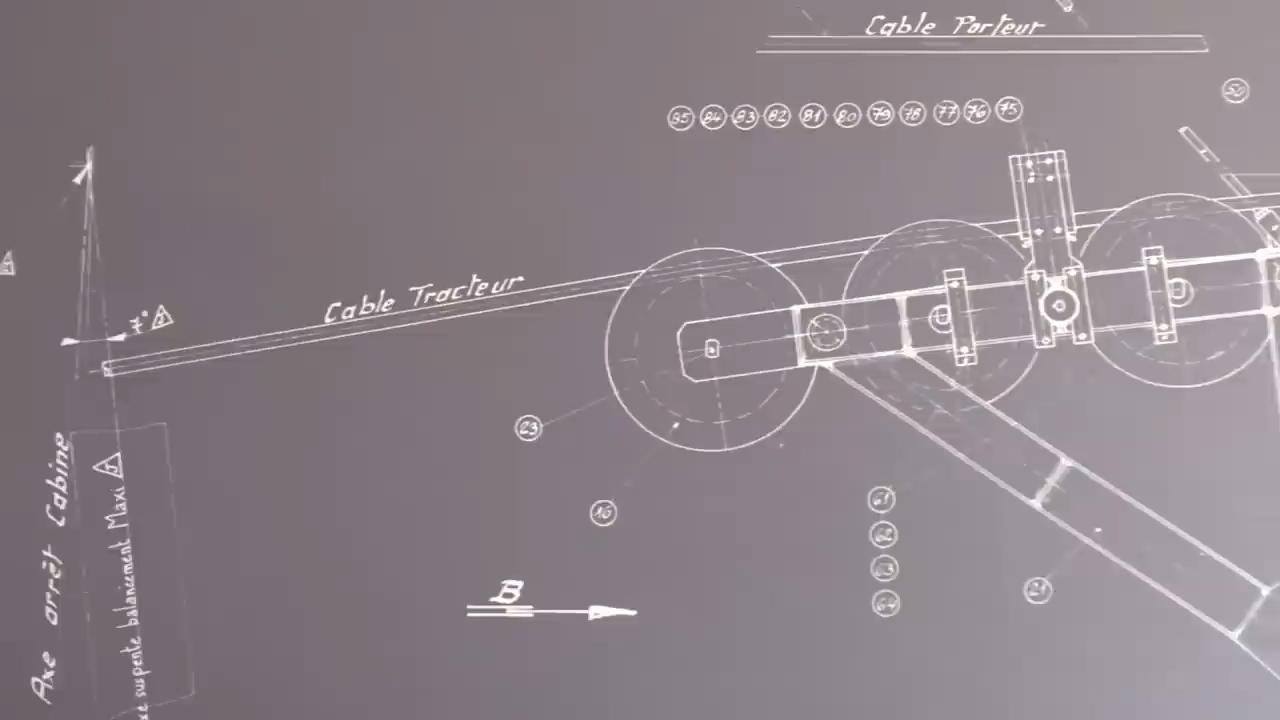 Cable Porteur
50
85 84 83 82 81 80 79 78 77 76 75
Cable Tracteur
23
16
61
62
63
64
21
B
Axe arrêt Cabine
xe suspente balancement Maxi